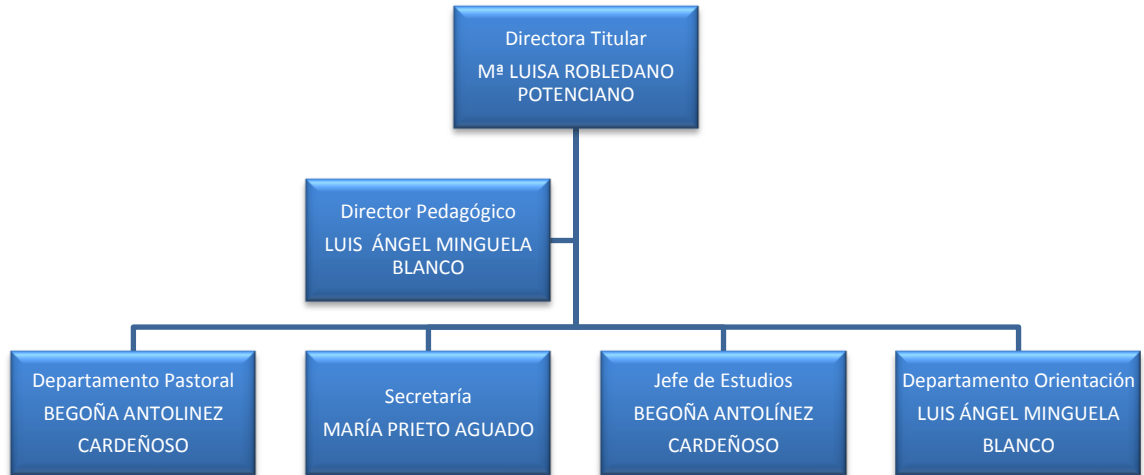 Directora Titular
Mª LUISA ROBLEDANO
POTENCIANO
Director Pedagógico
LUIS ÁNGEL MINGUELA
BLANCO
Departamento Pastoral
BEGOÑA ANTOLINEZ
CARDEÑOSO
Secretaría
MARÍA PRIETO AGUADO
Jefe de Estudios
BEGOÑA ANTOLÍNEZ
CARDEÑOSO
Departamento Orientación
LUIS ÁNGEL MINGUELA
BLANCO